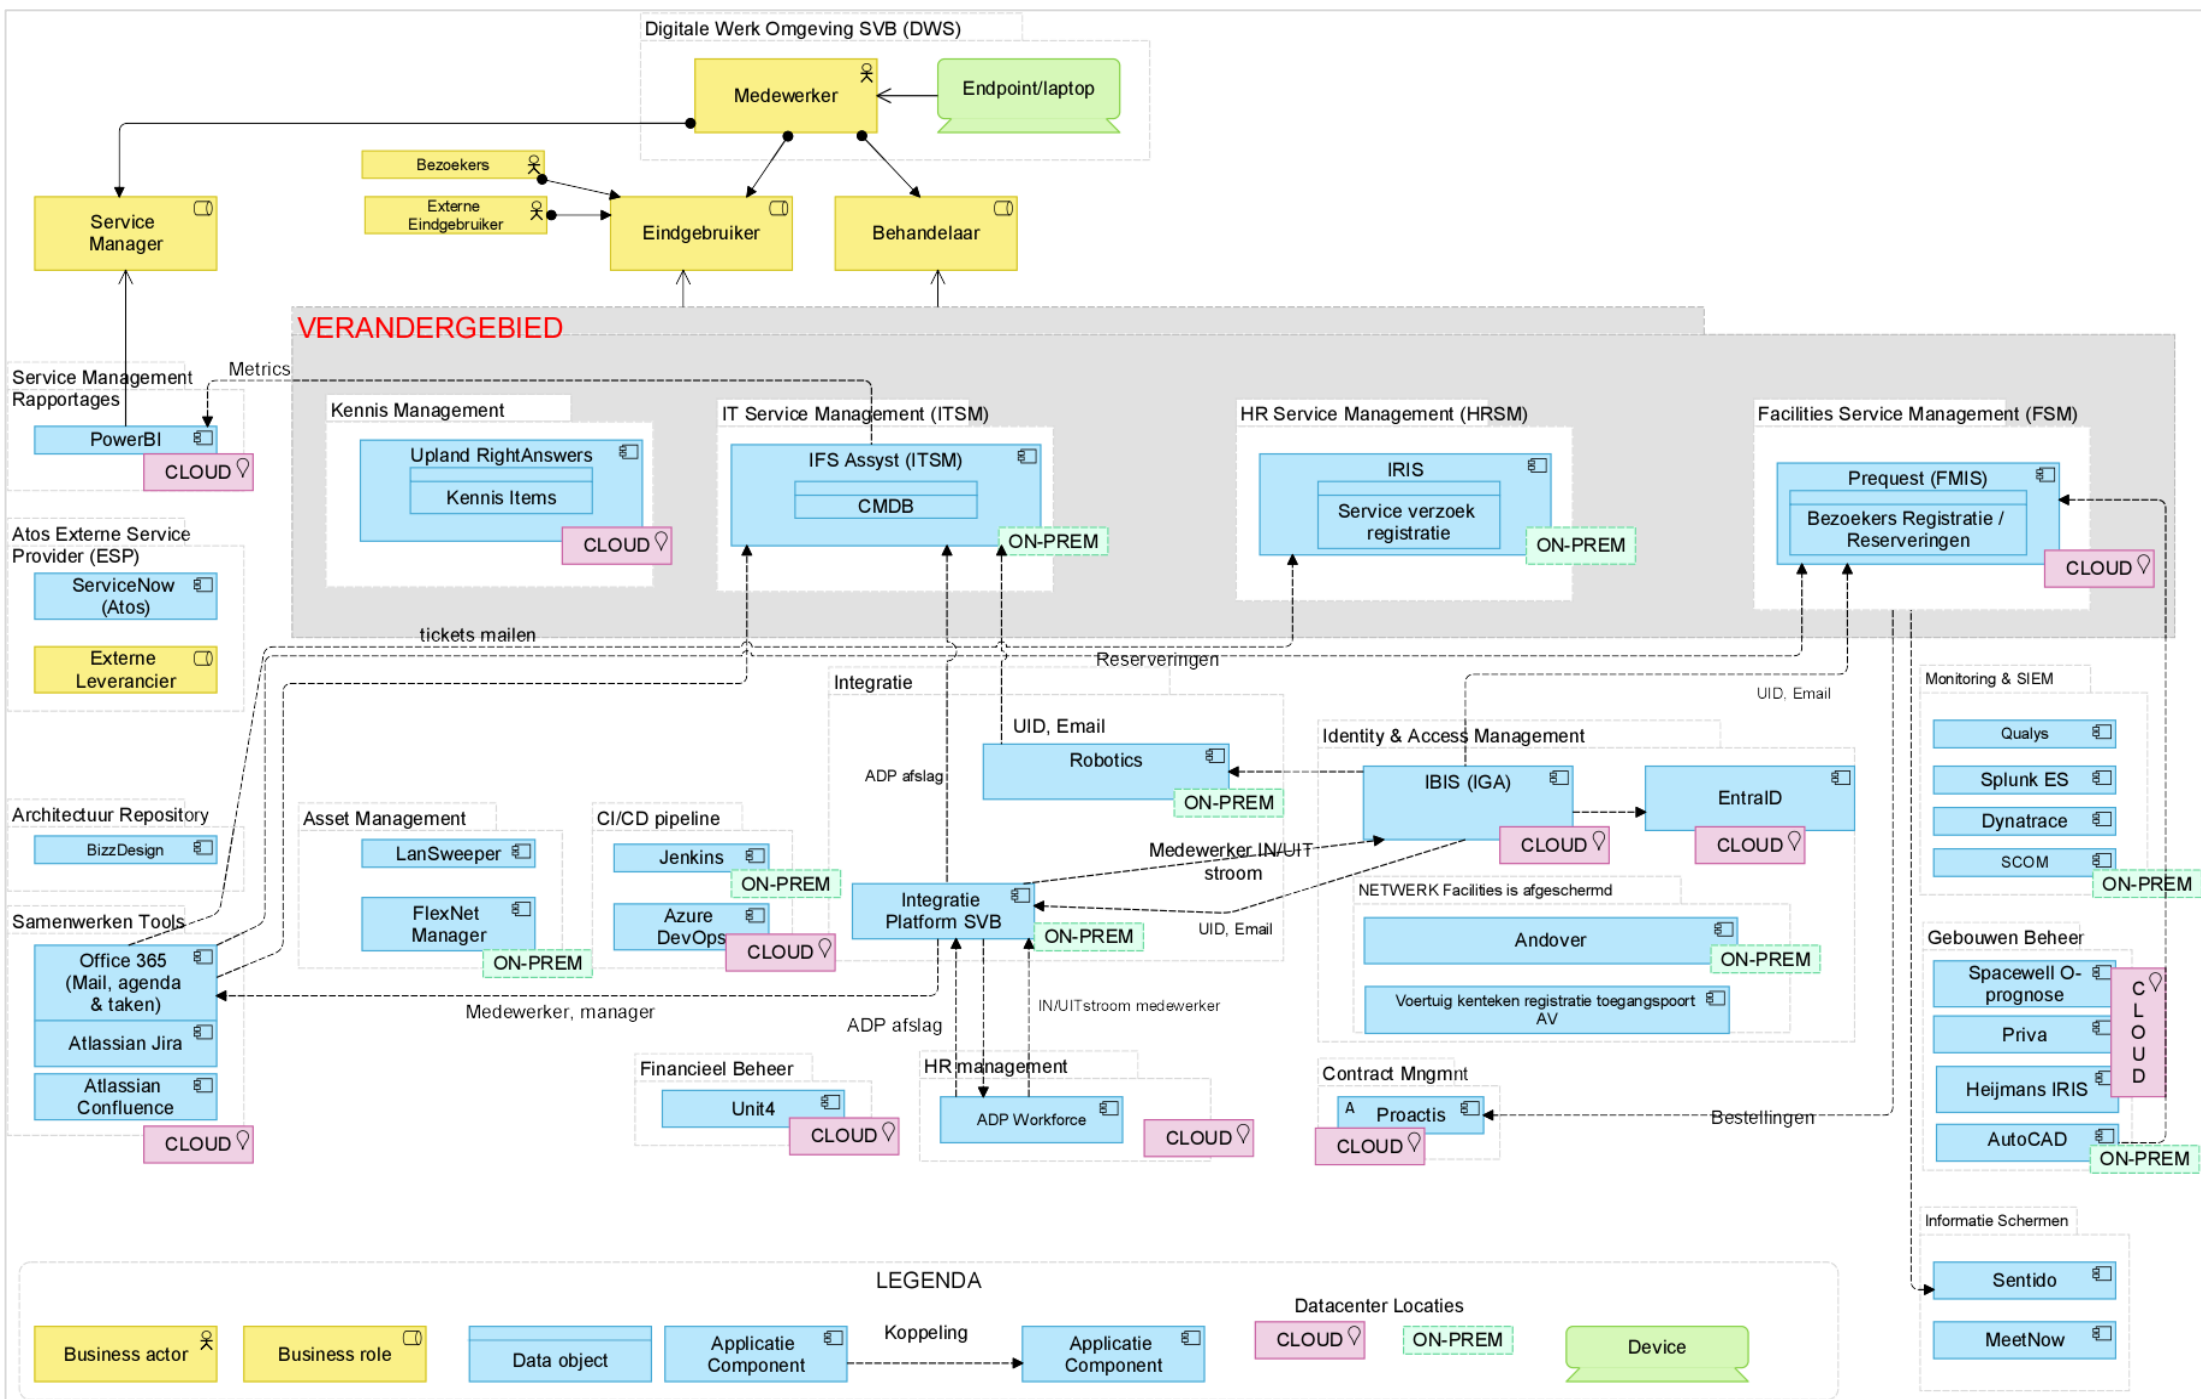 Digitale Werk Omgeving SVB (DWS)
Medewerker
Endpoint/laptop
Bezoekers
Externe
Eindgebruiker
Service
Manager
Eindgebruiker
Behandelaar
VERANDERGEBIED
Service Management
Rapportages
Metrics
PowerBI
CLOUD
Kennis Management
Upland RightAnswers
Kennis Items
CLOUD
IT Service Management (ITSM)
IFS Assyst (ITSM)
CMDB
ON-PREM
HR Service Management (HRSM)
IRIS
Service verzoek
registratie
ON-PREM
Facilities Service Management (FSM)
Prequest (FMIS)
Bezoekers Registratie /
Reserveringen
CLOUD
Atos Externe Service
Provider (ESP)
ServiceNow
(Atos)
Externe
Leverancier
tickets mailen
Reserveringen
Integratie
UID, Email
Robotics
ON-PREM
ADP afslag
UID, Email
Identity & Access Management
IBIS (IGA)
CLOUD
EntraID
CLOUD
Monitoring & SIEM
Qualys
Splunk ES
Dynatrace
SCOM
ON-PREM
Architectuur Repository
BizzDesign
Asset Management
LanSweeper
FlexNet
Manager
ON-PREM
CI/CD pipeline
Jenkins
ON-PREM
Azure
DevOps
CLOUD
Medewerker IN/UIT
stroom
Integratie
Platform SVB
ON-PREM
UID, Email
NETWERK Facilities is afgeschermd
Andover
ON-PREM
Voertuig kenteken registratie toegangspoort
AV
Samenwerken Tools
Office 365
(Mail, agenda
& taken)
Atlassian Jira
Atlassian
Confluence
CLOUD
Medewerker, manager
ADP afslag
IN/UITstroom medewerker
Gebouwen Beheer
Spacewell O-
prognose
Priva
Heijmans IRIS
AutoCAD
C
L
O
U
D
ON-PREM
Financieel Beheer
Unit4
CLOUD
HR management
ADP Workforce
CLOUD
Contract Mngmnt
A
Proactis
CLOUD
Bestellingen
Informatie Schermen
Sentido
MeetNow
LEGENDA
Business actor
Business role
Data object
Applicatie
Component
Koppeling
Applicatie
Component
Datacenter Locaties
CLOUD
ON-PREM
Device